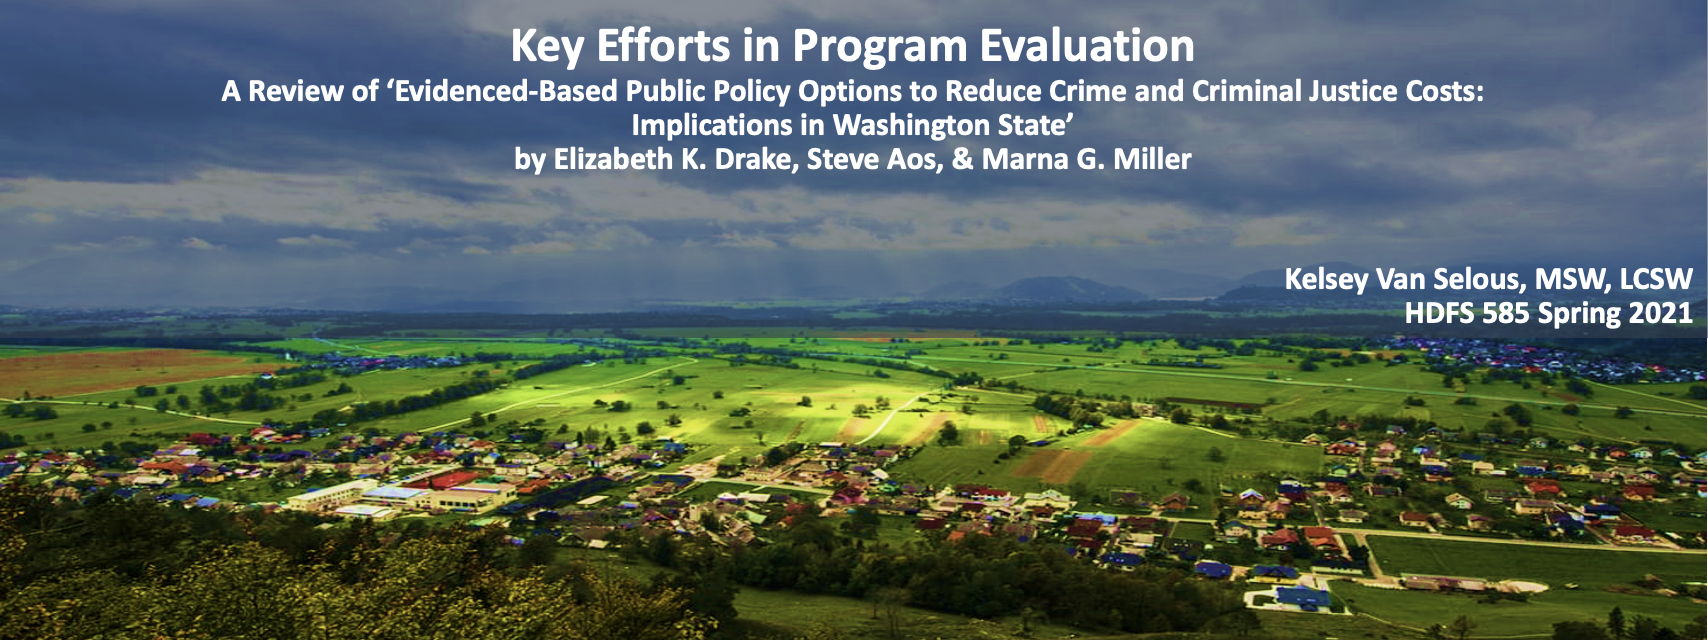 Key Efforts in Program Evaluation
A Review of ‘Evidenced-Based Public Policy Options to Reduce Crime and Criminal Justice Costs:
Implications in Washington State’
by Elizabeth K. Drake, Steve Aos, & Marna G. Miller
Kelsey Van Selous, MSW, LCSW
HDFS 585 Spring 2021